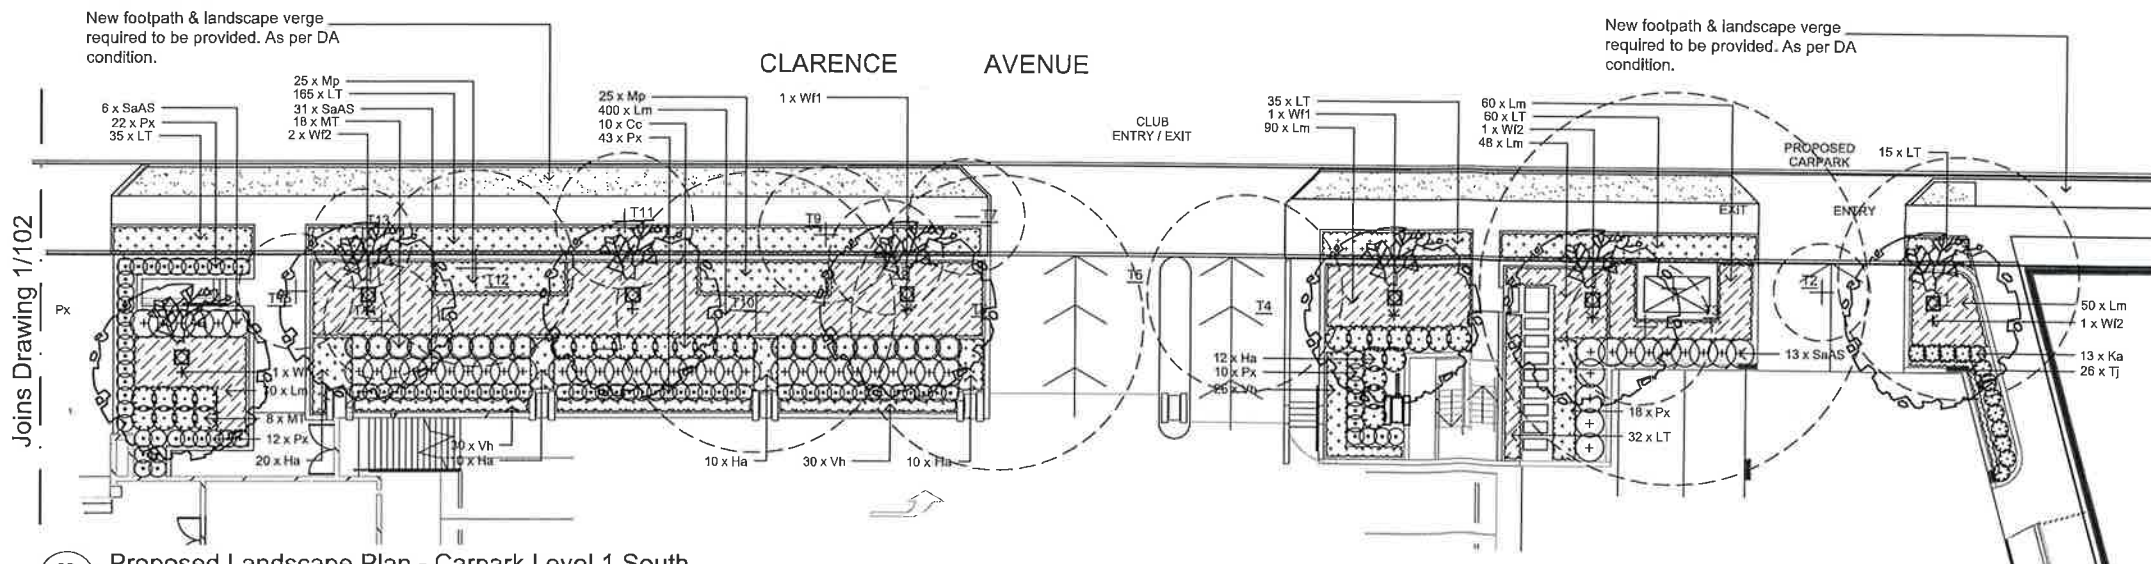 New footpath & landscape verge
required to be provided. As per DA
condition.
CLARENCE AVENUE
New footpath & landscape verge
required to be provided. As per DA
condition.
6 x SaAS
22 x Px
35 x LT
25 x Mp
165 x LT
31 x SaAS
18 x MT
2 x Wf2
25 x Mp
400 x Lm
10 x Cc
43 x Px
1 x Wf1
CLUB
ENTRY / EXIT
35 x LT
1 x Wf1
90 x Lm
60 x Lm
60 x LT
1 x Wf2
48 x Lm
PROPOSED
CARPARK
15 x LT
EXIT
ENTRY
Joins Drawing 1/102
Px
T13
T11
T9
T7
T12
T10
T4
T2
1 x Wf
8 x MT
12 x Px
20 x Ha
30 x Vh
10 x Ha
10 x Ha
30 x Vh
10 x Ha
12 x Ha
10 x Px
13 x SaAS
18 x Px
32 x LT
50 x Lm
1 x Wf2
13 x Ka
26 x Tj
Proposed Landscape Plan - Carpark Level 1 South